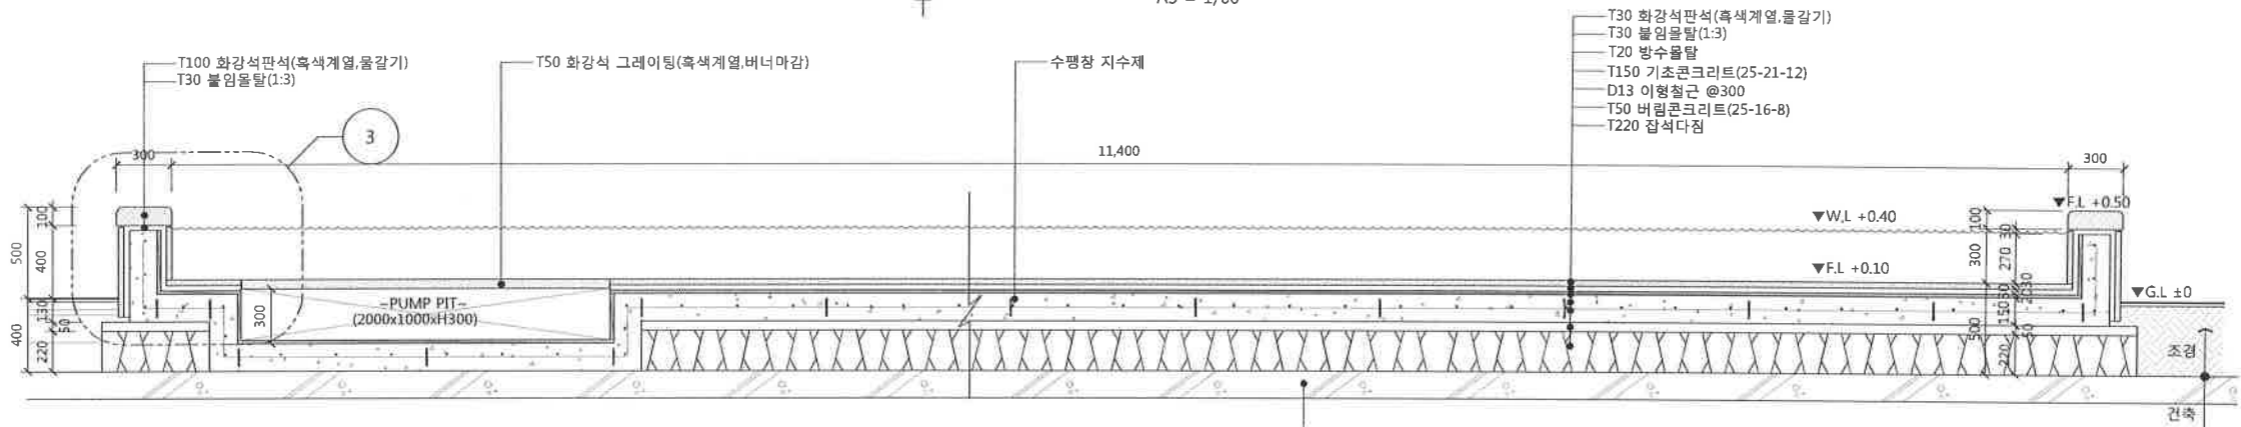 A3 = 1/60
T100 화강석판석(흑색계열,물갈기)
T30 붙임몰탈(1:3)
T50 화강석 그레이팅(흑색계열,버너마감)
수팽창 지수제
T30 화강석판석(흑색계열,물갈기)
T30 붙임몰탈(1:3)
T20 방수몰탈
T150 기초콘크리트(25-21-12)
D13 이형철근 @300
T50 버림콘크리트(25-16-8)
T220 잡석다짐
3
300
11,400
300
100
400
500
130
50
220
400
300
~PUMP PIT~
(2000x1000xH300)
▼W.L +0.40
▼F.L +0.50
▼F.L +0.10
▼G.L ±0
100
300
500
30
270
150
50
220
조경
건축